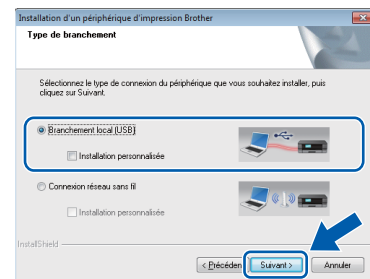 Installation d'un périphérique d'impression Brother
Type de branchement
Sélectionnez le type de connexion du périphérique que vous souhaitez installer, puis
cliquez sur Suivant.
Branchement local (USB)
Installation personnalisée
Connexion réseau sans fil
Installation personnalisée
InstallShield
< Précéden
Suivant >
Annuler